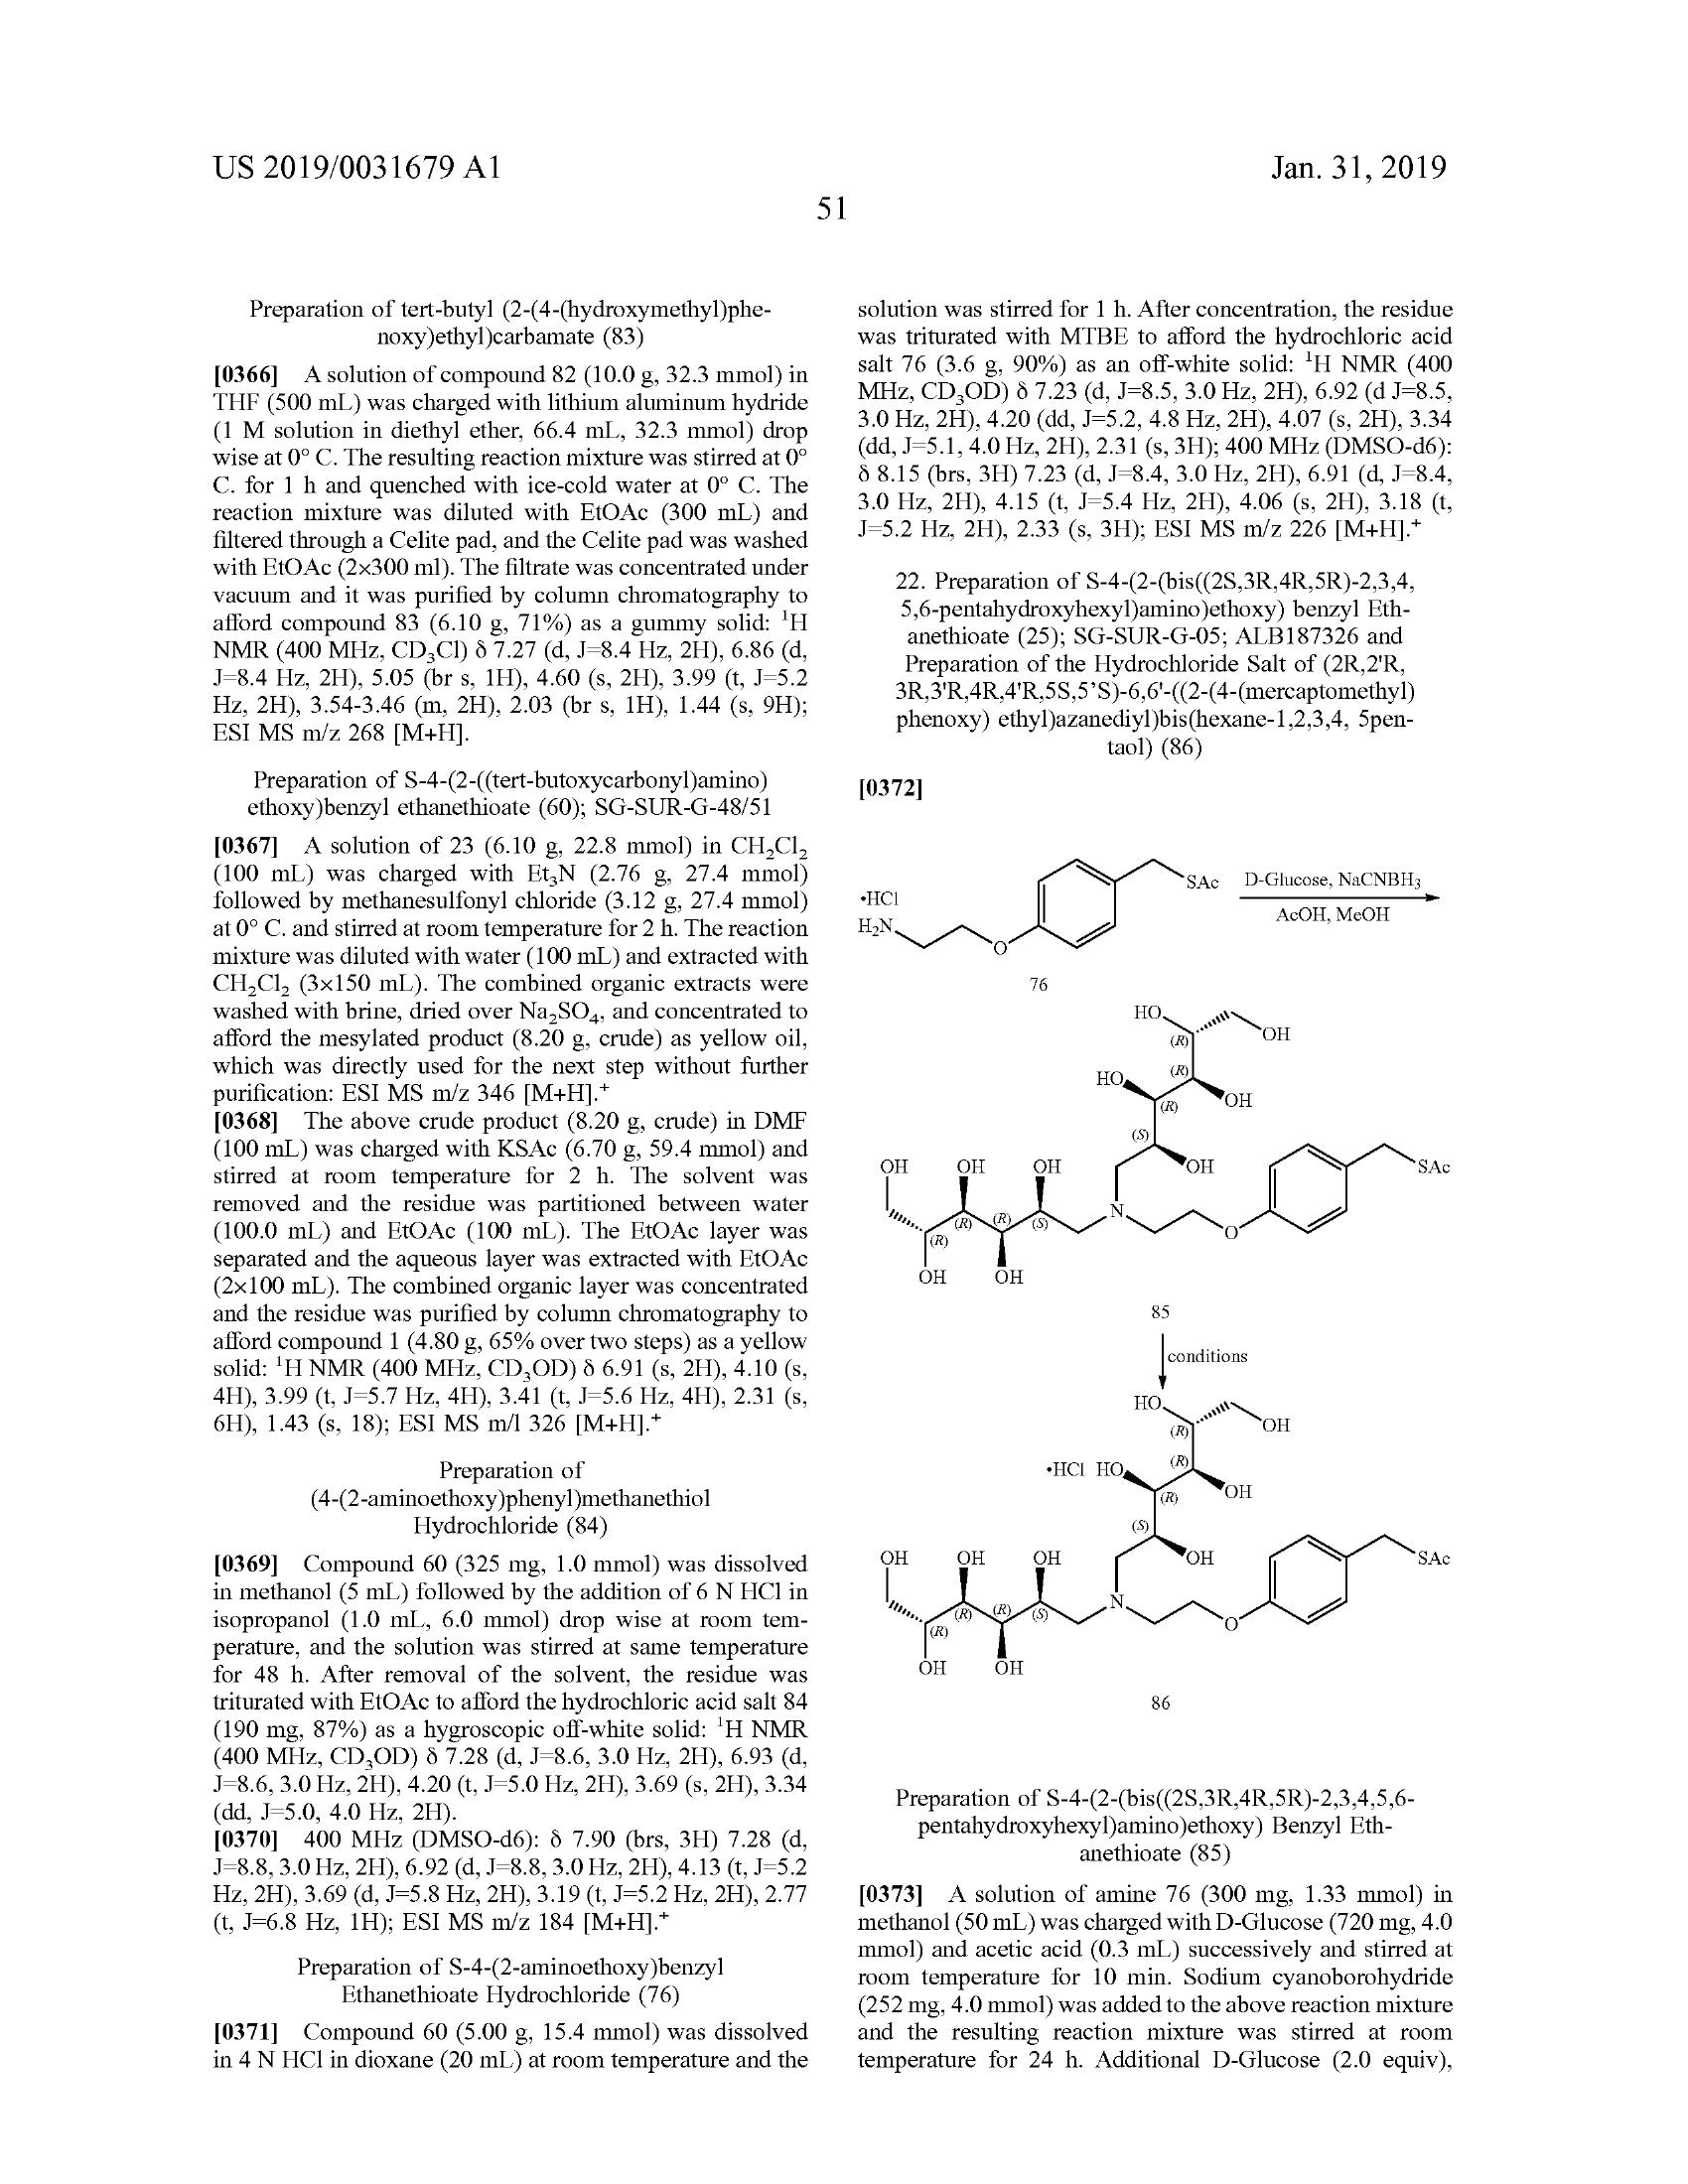 US 2019/0031679 A1
Jan. 31, 2019
51
Preparation of tert-butyl (2-(4-(hydroxymethyl)phe-
noxy)ethyl)carbamate (83)
[0366] A solution of compound 82 (10.0 g, 32.3 mmol) in
THF (500 mL) was charged with lithium aluminum hydride
(1 M solution in diethyl ether, 66.4 mL, 32.3 mmol) drop
wise at 0° C. The resulting reaction mixture was stirred at 0°
C. for 1 h and quenched with ice-cold water at 0° C. The
reaction mixture was diluted with EtOAc (300 mL) and
filtered through a Celite pad, and the Celite pad was washed
with EtOAc (2x300 ml). The filtrate was concentrated under
vacuum and it was purified by column chromatography to
afford compound 83 (6.10 g, 71%) as a gummy solid: ¹H
NMR (400 MHz, CD₃Cl) δ 7.27 (d, J=8.4 Hz, 2H), 6.86 (d,
J=8.4 Hz, 2H), 5.05 (br s, 1H), 4.60 (s, 2H), 3.99 (t, J=5.2
Hz, 2H), 3.54-3.46 (m, 2H), 2.03 (br s, 1H), 1.44 (s, 9H);
ESI MS m/z 268 [M+H].
Preparation of S-4-(2-((tert-butoxycarbonyl)amino)
ethoxy)benzyl ethanethioate (60); SG-SUR-G-48/51
[0367] A solution of 23 (6.10 g, 22.8 mmol) in CH₂Cl₂
(100 mL) was charged with Et₃N (2.76 g, 27.4 mmol)
followed by methanesulfonyl chloride (3.12 g, 27.4 mmol)
at 0° C. and stirred at room temperature for 2 h. The reaction
mixture was diluted with water (100 mL) and extracted with
CH₂Cl₂ (3x150 mL). The combined organic extracts were
washed with brine, dried over Na₂SO₄, and concentrated to
afford the mesylated product (8.20 g, crude) as yellow oil,
which was directly used for the next step without further
purification: ESI MS m/z 346 [M+H].⁺
[0368] The above crude product (8.20 g, crude) in DMF
(100 mL) was charged with KSAc (6.70 g, 59.4 mmol) and
stirred at room temperature for 2 h. The solvent was
removed and the residue was partitioned between water
(100.0 mL) and EtOAc (100 mL). The EtOAc layer was
separated and the aqueous layer was extracted with EtOAc
(2x100 mL). The combined organic layer was concentrated
and the residue was purified by column chromatography to
afford compound 1 (4.80 g, 65% over two steps) as a yellow
solid: ¹H NMR (400 MHz, CD₃OD) δ 6.91 (s, 2H), 4.10 (s,
4H), 3.99 (t, J=5.7 Hz, 4H), 3.41 (t, J=5.6 Hz, 4H), 2.31 (s,
6H), 1.43 (s, 18); ESI MS m/l 326 [M+H].⁺
Preparation of
(4-(2-aminoethoxy)phenyl)methanethiol
Hydrochloride (84)
[0369] Compound 60 (325 mg, 1.0 mmol) was dissolved
in methanol (5 mL) followed by the addition of 6 N HCl in
isopropanol (1.0 mL, 6.0 mmol) drop wise at room tem-
perature, and the solution was stirred at same temperature
for 48 h. After removal of the solvent, the residue was
triturated with EtOAc to afford the hydrochloric acid salt 84
(190 mg, 87%) as a hygroscopic off-white solid: ¹H NMR
(400 MHz, CD₃OD) δ 7.28 (d, J=8.6, 3.0 Hz, 2H), 6.93 (d,
J=8.6, 3.0 Hz, 2H), 4.20 (t, J=5.0 Hz, 2H), 3.69 (s, 2H), 3.34
(dd, J=5.0, 4.0 Hz, 2H).
[0370] 400 MHz (DMSO-d6): δ 7.90 (brs, 3H) 7.28 (d,
J=8.8, 3.0 Hz, 2H), 6.92 (d, J=8.8, 3.0 Hz, 2H), 4.13 (t, J=5.2
Hz, 2H), 3.69 (d, J=5.8 Hz, 2H), 3.19 (t, J=5.2 Hz, 2H), 2.77
(t, J=6.8 Hz, 1H); ESI MS m/z 184 [M+H].⁺
Preparation of S-4-(2-aminoethoxy)benzyl
Ethanethioate Hydrochloride (76)
[0371] Compound 60 (5.00 g, 15.4 mmol) was dissolved
in 4 N HCl in dioxane (20 mL) at room temperature and the
solution was stirred for 1 h. After concentration, the residue
was triturated with MTBE to afford the hydrochloric acid
salt 76 (3.6 g, 90%) as an off-white solid: ¹H NMR (400
MHz, CD₃OD) δ 7.23 (d, J=8.5, 3.0 Hz, 2H), 6.92 (d J=8.5,
3.0 Hz, 2H), 4.20 (dd, J=5.2, 4.8 Hz, 2H), 4.07 (s, 2H), 3.34
(dd, J=5.1, 4.0 Hz, 2H), 2.31 (s, 3H); 400 MHz (DMSO-d6):
δ 8.15 (brs, 3H) 7.23 (d, J=8.4, 3.0 Hz, 2H), 6.91 (d, J=8.4,
3.0 Hz, 2H), 4.15 (t, J=5.4 Hz, 2H), 4.06 (s, 2H), 3.18 (t,
J=5.2 Hz, 2H), 2.33 (s, 3H); ESI MS m/z 226 [M+H].⁺
22. Preparation of S-4-(2-(bis((2S,3R,4R,5R)-2,3,4,
5,6-pentahydroxyhexyl)amino)ethoxy) benzyl Eth-
anethioate (25); SG-SUR-G-05; ALB187326 and
Preparation of the Hydrochloride Salt of (2R,2'R,
3R,3'R,4R,4'R,5S,5’S)-6,6'-((2-(4-(mercaptomethyl)
phenoxy) ethyl)azanediyl)bis(hexane-1,2,3,4, 5pen-
taol) (86)
[0372]
SAc
D-Glucose, NaCNBH₃
•HCl
AcOH, MeOH
H₂N
O
76
HO
OH
(R)
(R)
HO
OH
(R)
(S)
OH
OH
OH
OH
SAc
N
(R)
(R)
(S)
O
(R)
OH
OH
85
conditions
HO
OH
(R)
(R)
•HCl HO
OH
(R)
(S)
OH
OH
OH
OH
SAc
N
(R)
(R)
(S)
O
(R)
OH
OH
86
Preparation of S-4-(2-(bis((2S,3R,4R,5R)-2,3,4,5,6-
pentahydroxyhexyl)amino)ethoxy) Benzyl Eth-
anethioate (85)
[0373] A solution of amine 76 (300 mg, 1.33 mmol) in
methanol (50 mL) was charged with D-Glucose (720 mg, 4.0
mmol) and acetic acid (0.3 mL) successively and stirred at
room temperature for 10 min. Sodium cyanoborohydride
(252 mg, 4.0 mmol) was added to the above reaction mixture
and the resulting reaction mixture was stirred at room
temperature for 24 h. Additional D-Glucose (2.0 equiv),